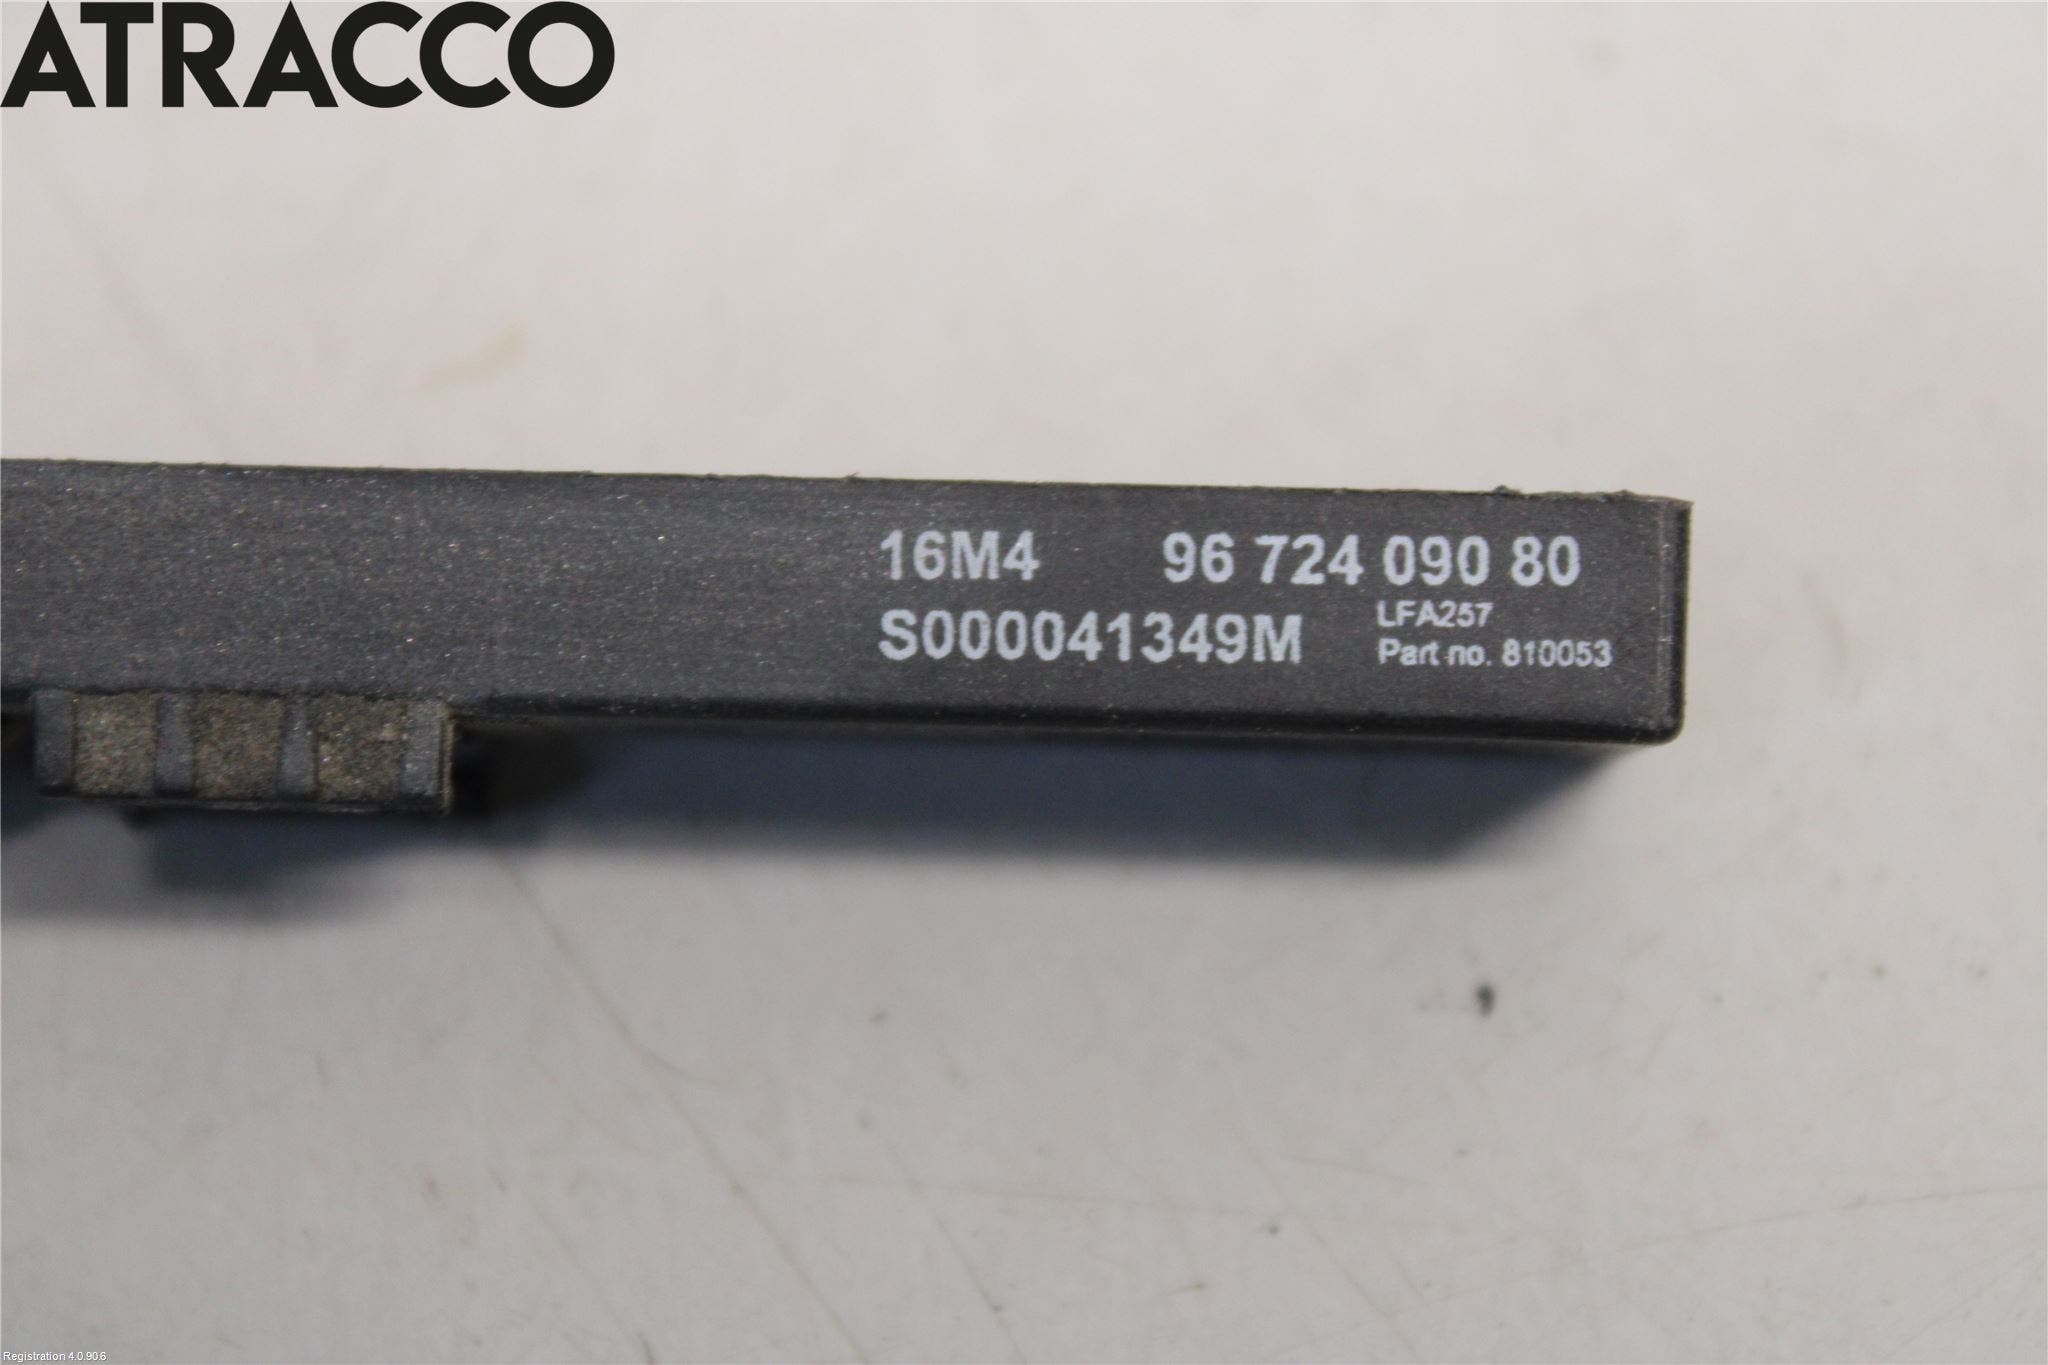 ATRACCO
16M4 96 724 090 80
S000041349M LFA257
Part no. 810053
Registration 4.0.90.6